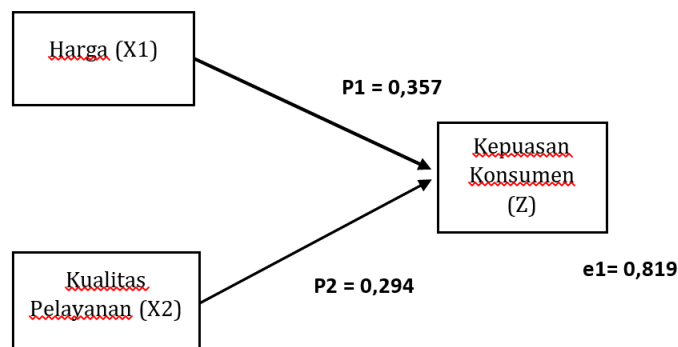 Harga (X1)
P1 = 0,357
Kepuasan
Konsumen
(Z)
e1= 0,819
Kualitas
Pelayanan (X2)
P2 = 0,294